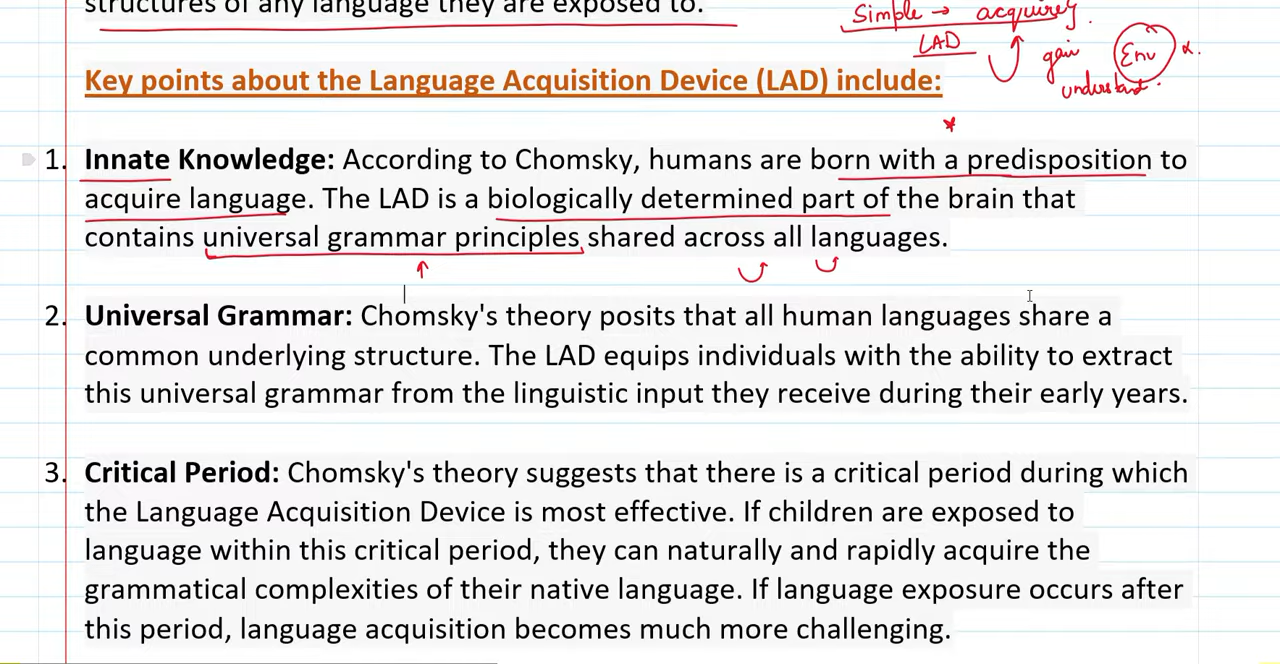 structures of any language they are exposed to.
Simple → acquirely.
LAD
gain
Env
understand.
Key points about the Language Acquisition Device (LAD) include:
1. Innate Knowledge: According to Chomsky, humans are born with a predisposition to
acquire language. The LAD is a biologically determined part of the brain that
contains universal grammar principles shared across all languages.
2. Universal Grammar: Chomsky's theory posits that all human languages share a
common underlying structure. The LAD equips individuals with the ability to extract
this universal grammar from the linguistic input they receive during their early years.
3. Critical Period: Chomsky's theory suggests that there is a critical period during which
the Language Acquisition Device is most effective. If children are exposed to
language within this critical period, they can naturally and rapidly acquire the
grammatical complexities of their native language. If language exposure occurs after
this period, language acquisition becomes much more challenging.